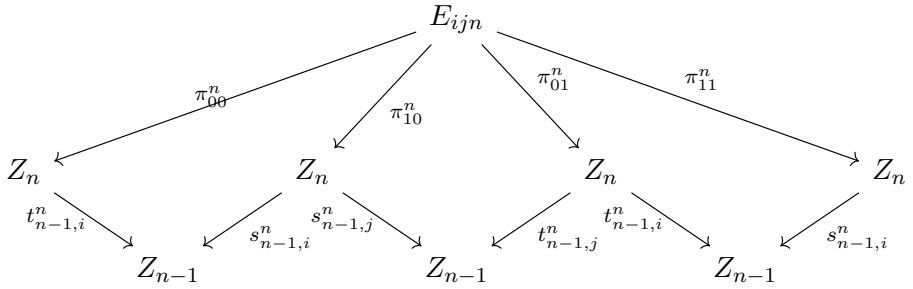 E_{ijn}
π^n_{00} π^n_{10} π^n_{01} π^n_{11}
Z_n Z_n Z_n Z_n
t^n_{n-1,i} s^n_{n-1,i} s^n_{n-1,j} t^n_{n-1,j} t^n_{n-1,i} s^n_{n-1,i}
Z_{n-1} Z_{n-1} Z_{n-1}